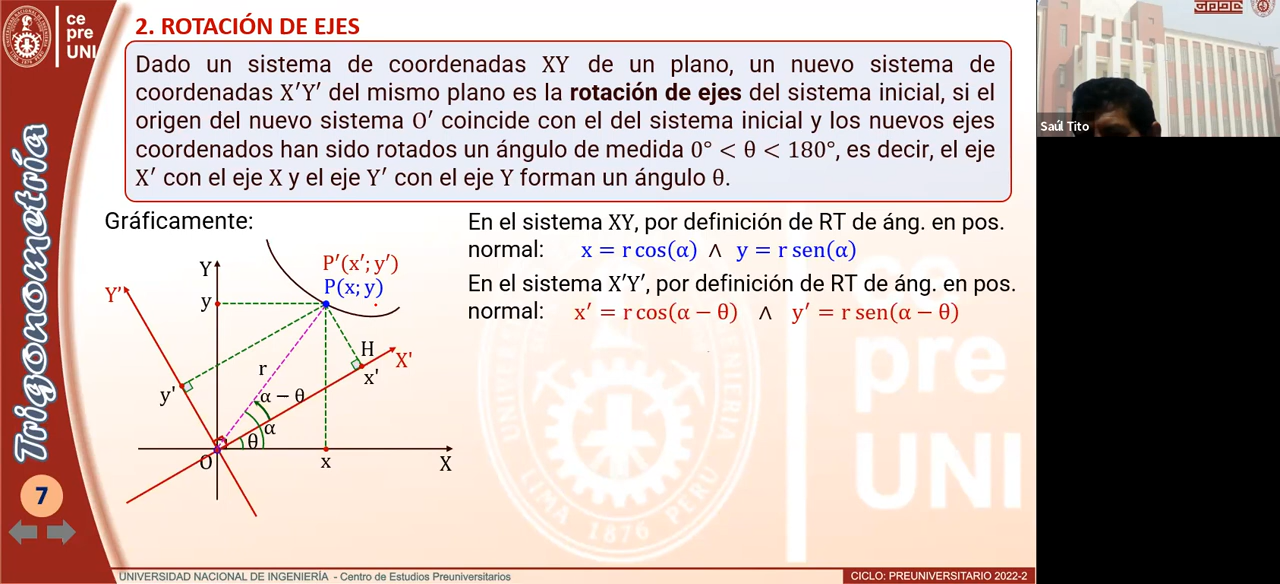 ce
pre
UNI
2. ROTACIÓN DE EJES
Dado un sistema de coordenadas XY de un plano, un nuevo sistema de
coordenadas X′Y′ del mismo plano es la rotación de ejes del sistema inicial, si el
origen del nuevo sistema O′ coincide con el del sistema inicial y los nuevos ejes
coordenados han sido rotados un ángulo de medida 0° < θ < 180°, es decir, el eje
X′ con el eje X y el eje Y′ con el eje Y forman un ángulo θ.
Saúl Tito
Trigonometría
Gráficamente:
En el sistema XY, por definición de RT de áng. en pos.
normal: x = r cos(α) ∧ y = r sen(α)
En el sistema X′Y′, por definición de RT de áng. en pos.
normal: x′ = r cos(α − θ) ∧ y′ = r sen(α − θ)
Y
P′(x′; y′)
P(x; y)
Y'
y
H
X'
x'
r
y'
α − θ
α
θ
O
x
X
ce
pre
UNI
LIMA 1876 PERU
7
UNIVERSIDAD NACIONAL DE INGENIERÍA - Centro de Estudios Preuniversitarios
CICLO: PREUNIVERSITARIO 2022-2